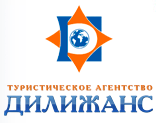 ТУРИСТИЧЕСКОЕ АГЕНТСТВО
ДИЛИЖАНС